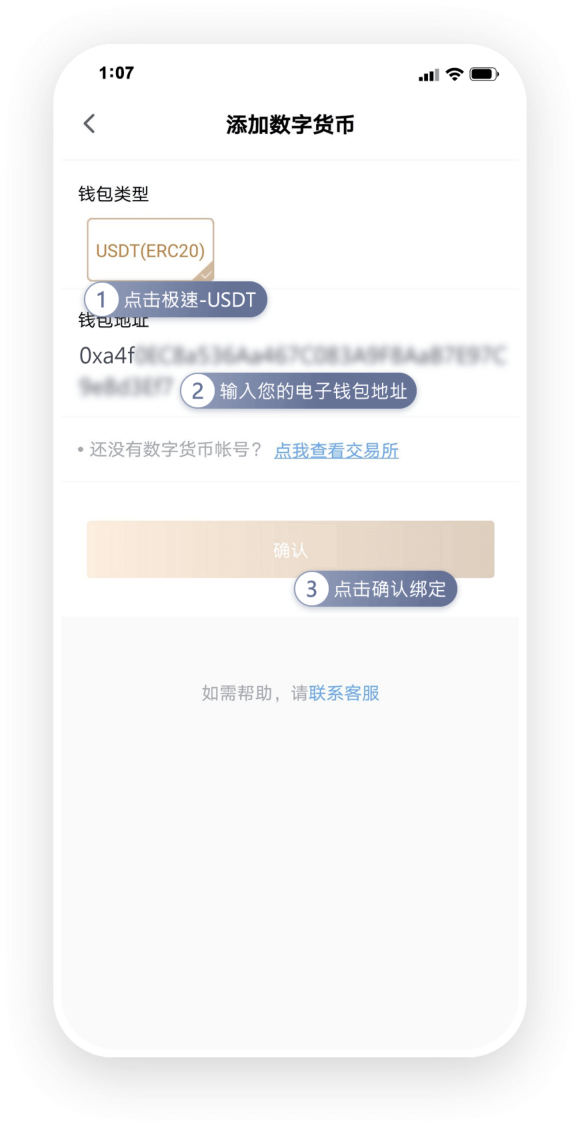 1:07
添加数字货币
钱包类型
USDT(ERC20)
1 点击极速-USDT
钱包地址
0xa4f
2 输入您的电子钱包地址
• 还没有数字货币帐号? 点我查看交易所
确认
3 点击确认绑定
如需帮助，请联系客服